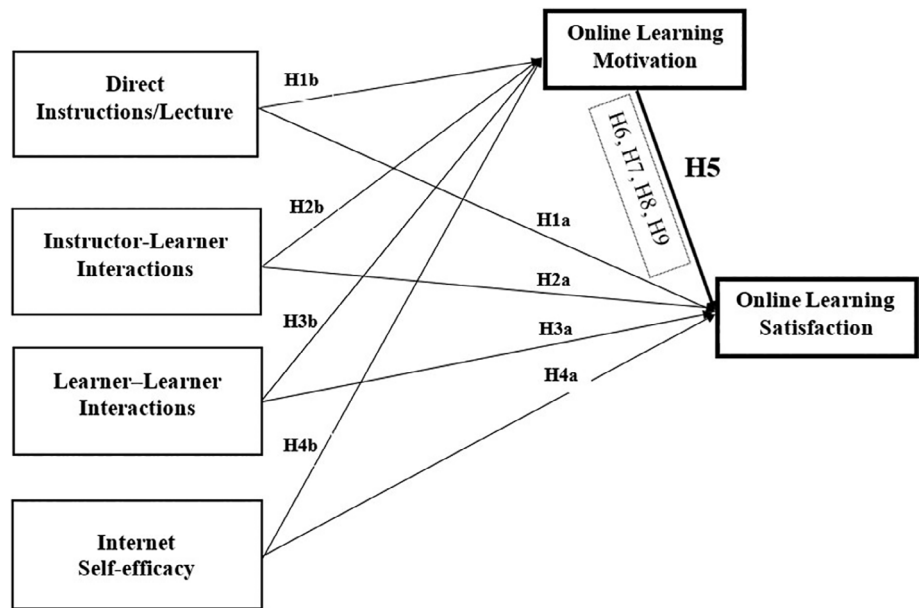 Online Learning
Motivation
H1b
Direct
Instructions/Lecture
H6, H7, H8, H9
H5
H2b
H1a
Instructor-Learner
Interactions
H2a
Online Learning
Satisfaction
H3b
H3a
Learner–Learner
Interactions
H4a
H4b
Internet
Self-efficacy